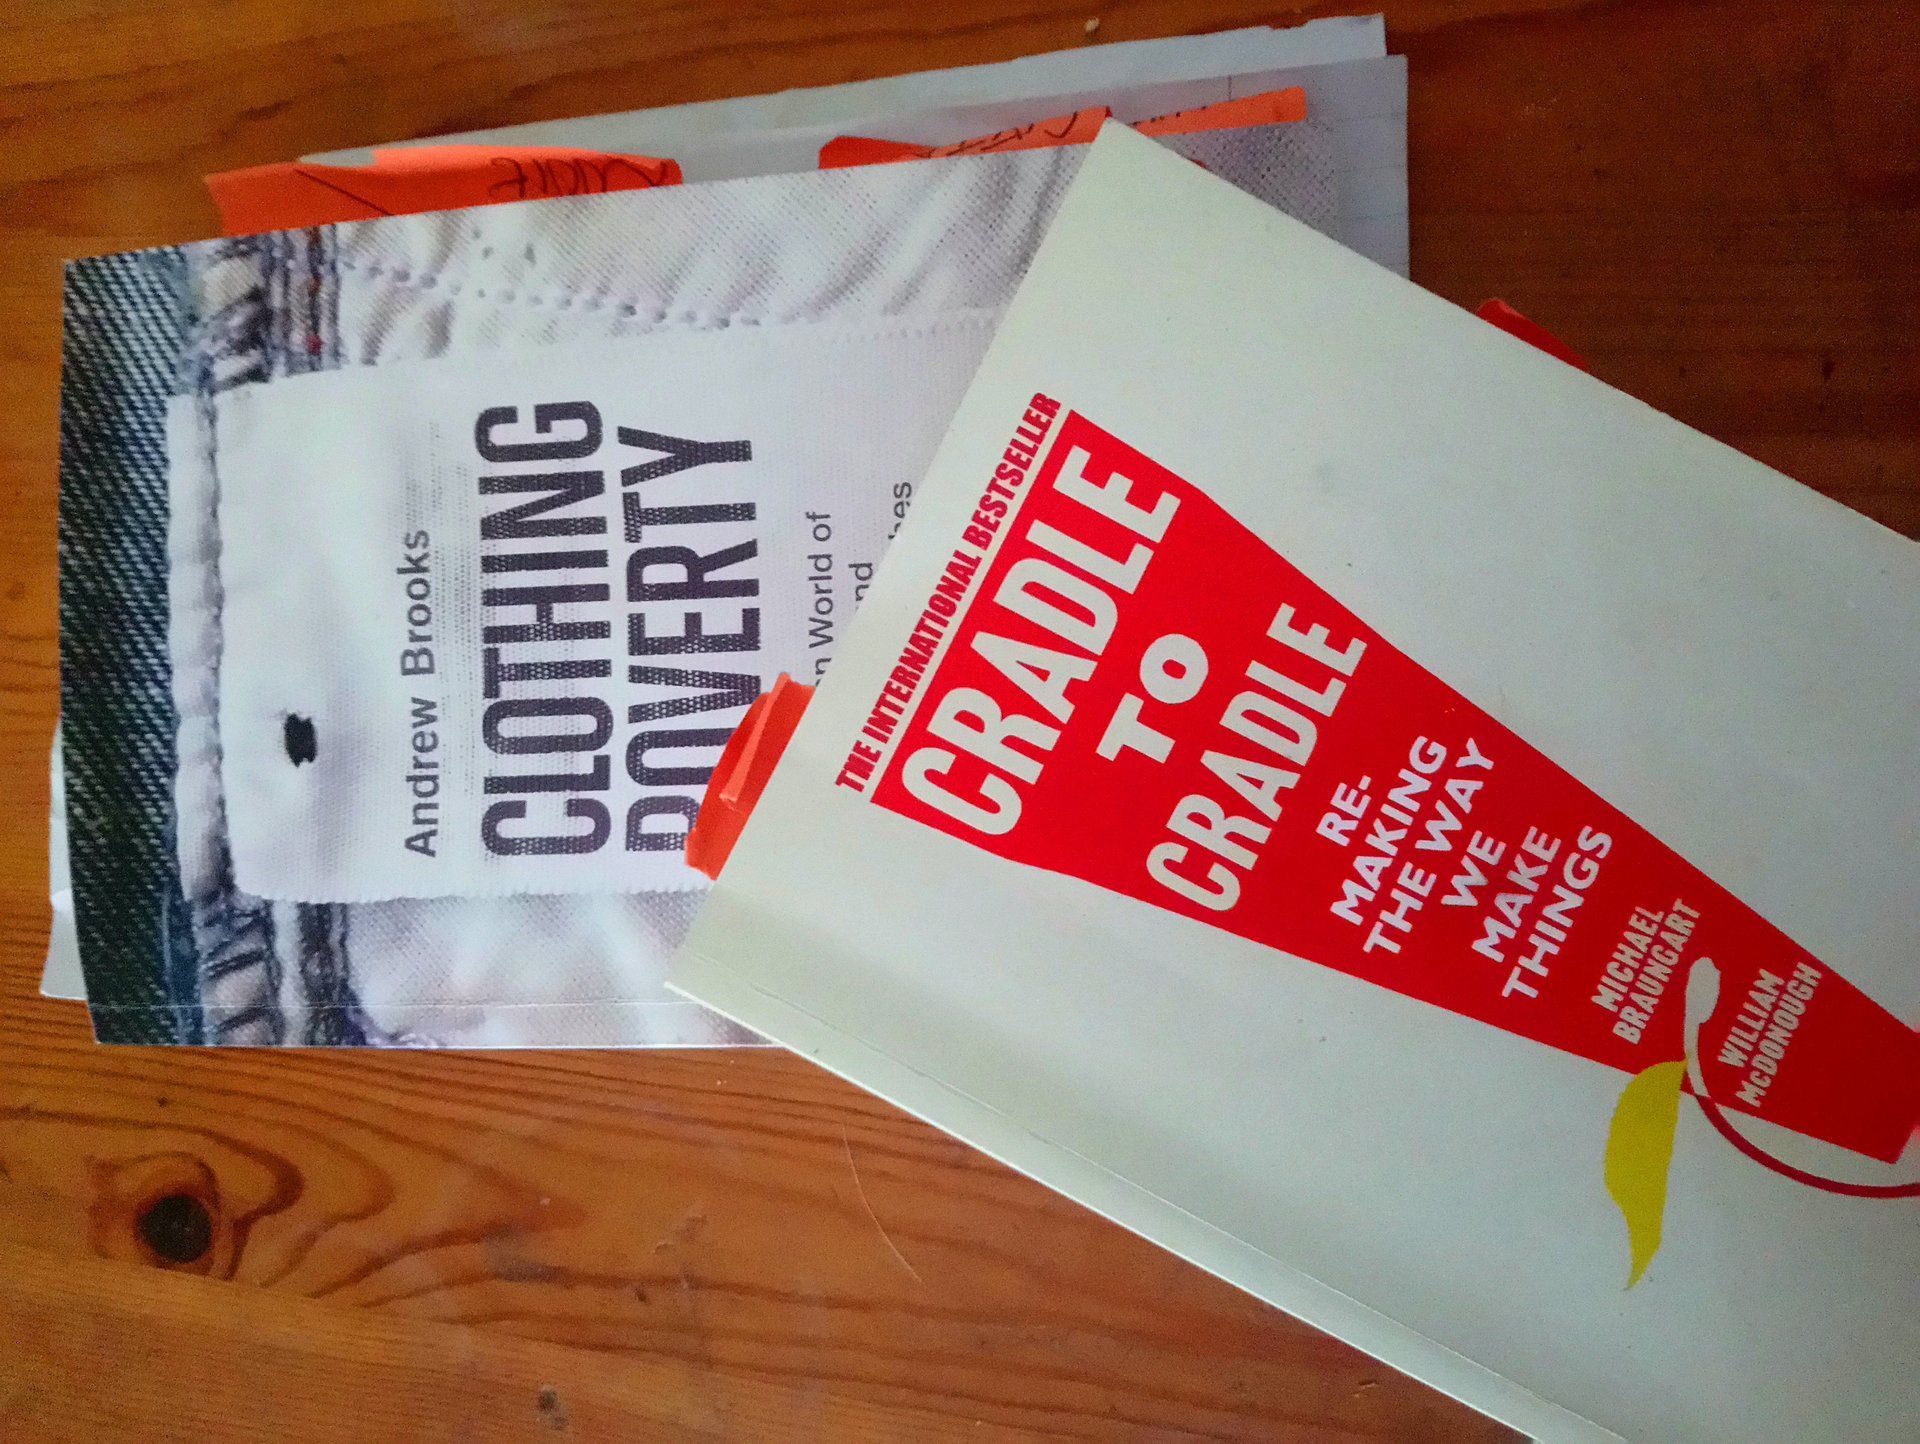 Andrew Brooks
CLOTHING
POVERTY
World of
THE INTERNATIONAL BESTSELLER
CRADLE
TO
CRADLE
RE-
MAKING
THE WAY
WE
MAKE
THINGS
MICHAEL
BRAUNGART
WILLIAM
McDONOUGH